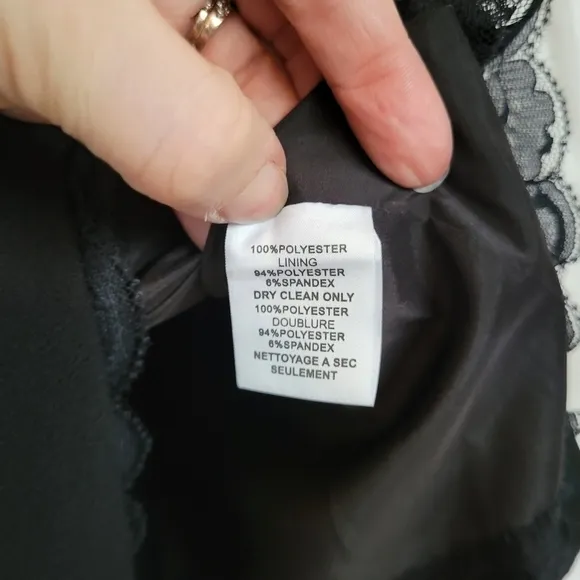 100%POLYESTER
LINING
94%POLYESTER
6%SPANDEX
DRY CLEAN ONLY
100%POLYESTER
DOUBLURE
94%POLYESTER
6%SPANDEX
NETTOYAGE A SEC
SEULEMENT